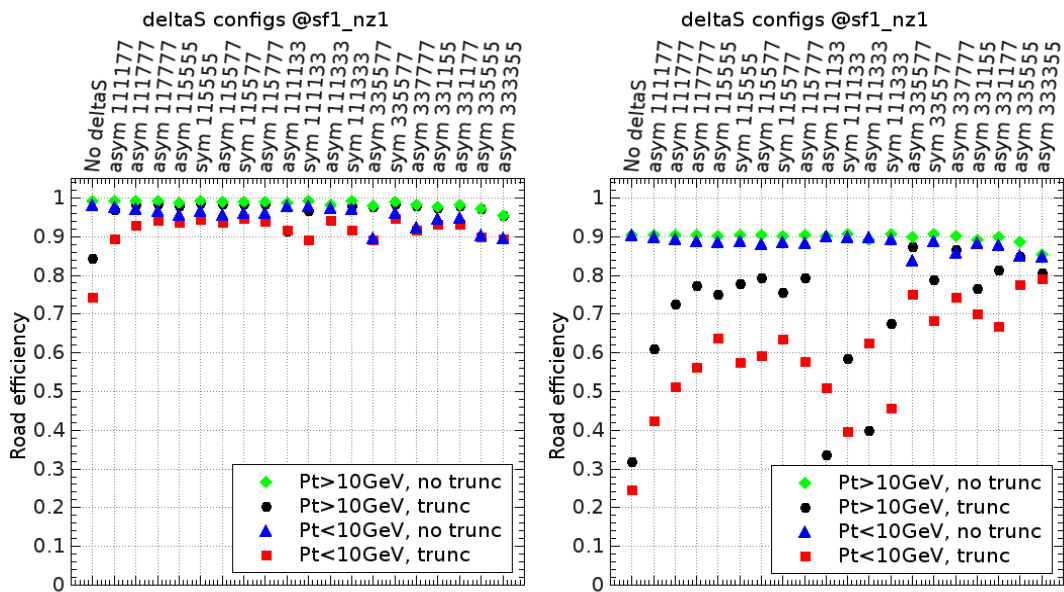 deltaS configs @sf1_nz1
No deltaS
asym 111177
asym 111777
asym 117777
asym 115555
sym 115555
asym 115577
sym 115577
asym 115777
asym 111133
sym 111133
asym 111333
sym 111333
asym 335577
sym 335577
asym 337777
asym 331155
asym 331177
asym 335555
asym 333355
Road efficiency
1
0.9
0.8
0.7
0.6
0.5
0.4
0.3
0.2
0.1
0
Pt>10GeV, no trunc
Pt>10GeV, trunc
Pt<10GeV, no trunc
Pt<10GeV, trunc
deltaS configs @sf1_nz1
No deltaS
asym 111177
asym 111777
asym 117777
asym 115555
sym 115555
asym 115577
sym 115577
asym 115777
asym 111133
sym 111133
asym 111333
sym 111333
asym 335577
sym 335577
asym 337777
asym 331155
asym 331177
asym 335555
asym 333355
Road efficiency
1
0.9
0.8
0.7
0.6
0.5
0.4
0.3
0.2
0.1
0
Pt>10GeV, no trunc
Pt>10GeV, trunc
Pt<10GeV, no trunc
Pt<10GeV, trunc